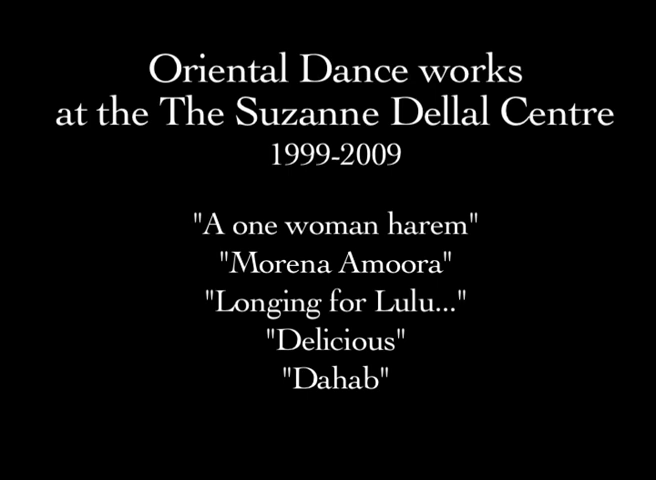 Oriental Dance works
at the The Suzanne Dellal Centre
1999-2009
"A one woman harem"
"Morena Amoora"
"Longing for Lulu..."
"Delicious"
"Dahab"